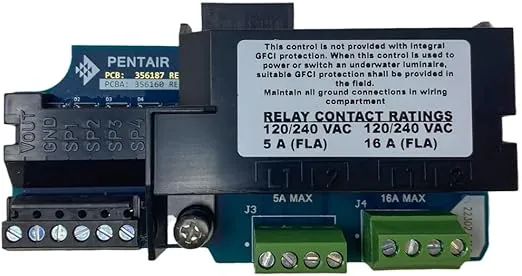 PENTAIR
PCB: 356187 RE
PCBA: 356160 RE
D2 D3 D4
VOUT
GND
SP1
SP2
SP3
SP4
This control is not provided with integral
GFCI protection. When this control is used to
power or switch an underwater luminaire,
suitable GFCI protection shall be provided in
the field.
Maintain all ground connections in wiring
compartment
RELAY CONTACT RATINGS
120/240 VAC 120/240 VAC
5 A (FLA) 16 A (FLA)
L1 L2 L1 L2
J3 5A MAX J4 16A MAX